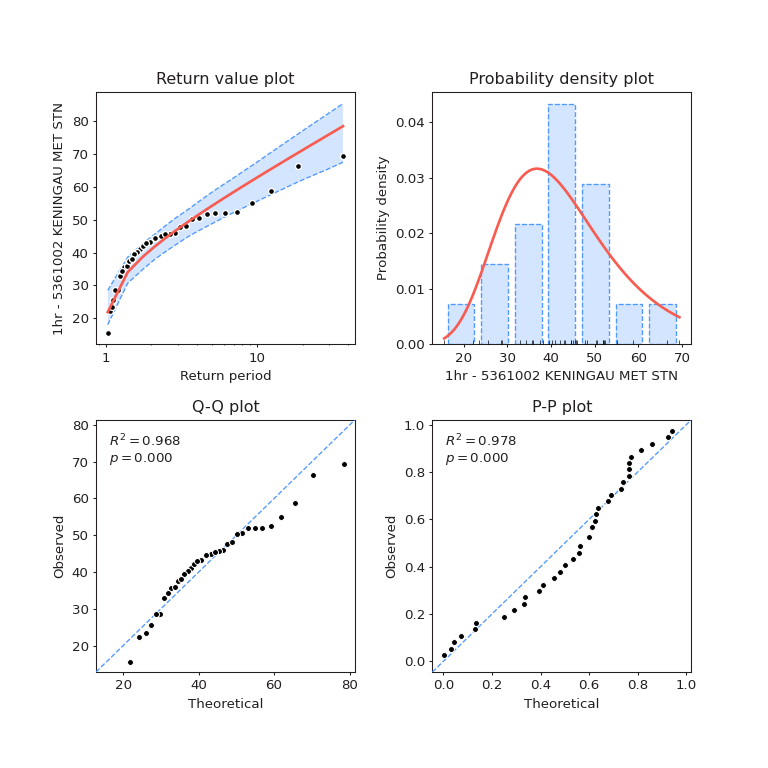 Return value plot
1hr - 5361002 KENINGAU MET STN
80
70
60
50
40
30
20
1
10
Return period
Probability density plot
Probability density
0.04
0.03
0.02
0.01
0.00
20
30
40
50
60
70
1hr - 5361002 KENINGAU MET STN
Q-Q plot
R² = 0.968
p = 0.000
Observed
80
70
60
50
40
30
20
20
40
60
80
Theoretical
P-P plot
R² = 0.978
p = 0.000
Observed
1.0
0.8
0.6
0.4
0.2
0.0
0.0
0.2
0.4
0.6
0.8
1.0
Theoretical